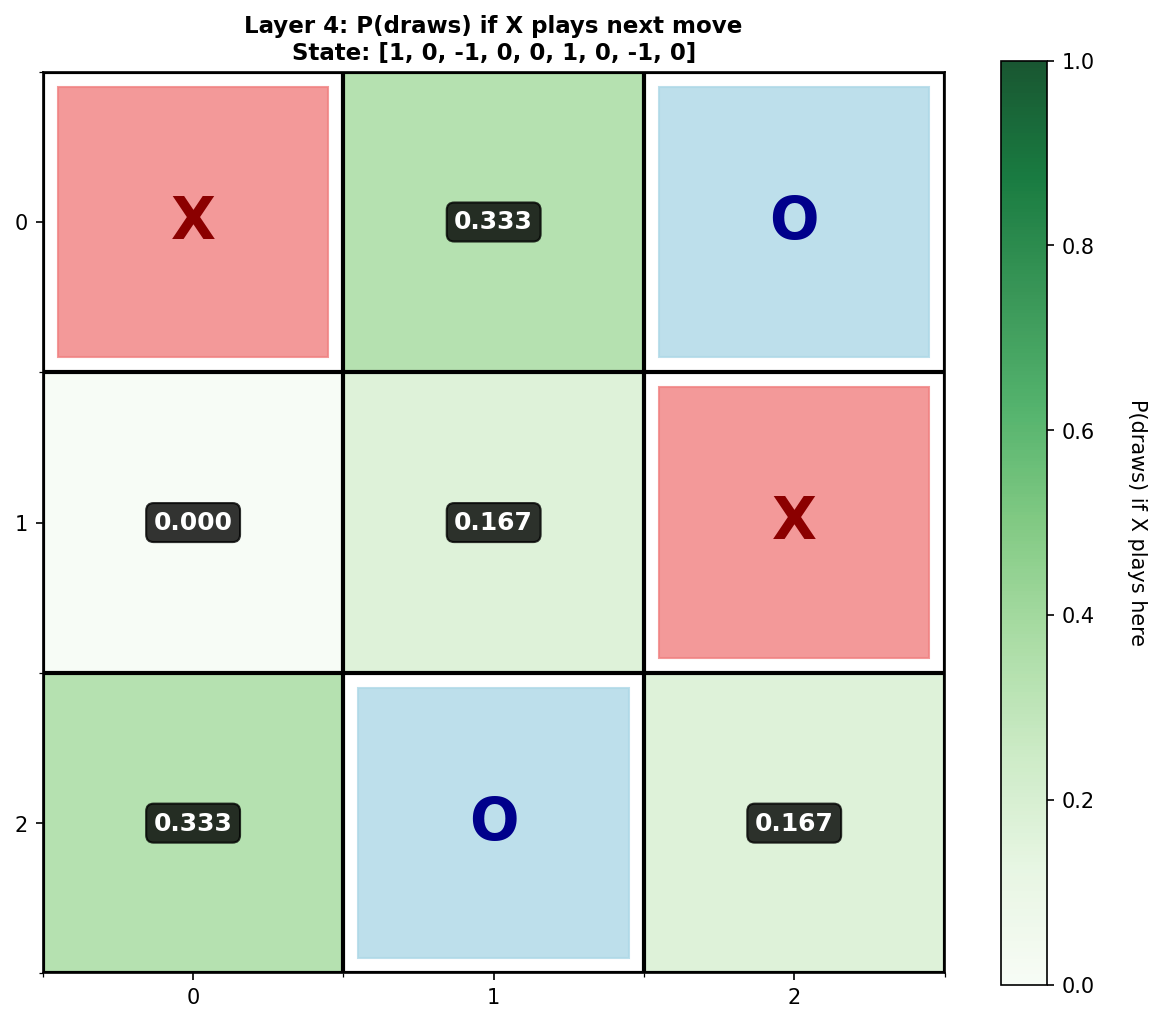 Layer 4: P(draws) if X plays next move
State: [1, 0, -1, 0, 0, 1, 0, -1, 0]
X
0.333
O
0.000
0.167
X
0.333
O
0.167
0
1
2
0
1
2
1.0
0.8
0.6
0.4
0.2
0.0
P(draws) if X plays here